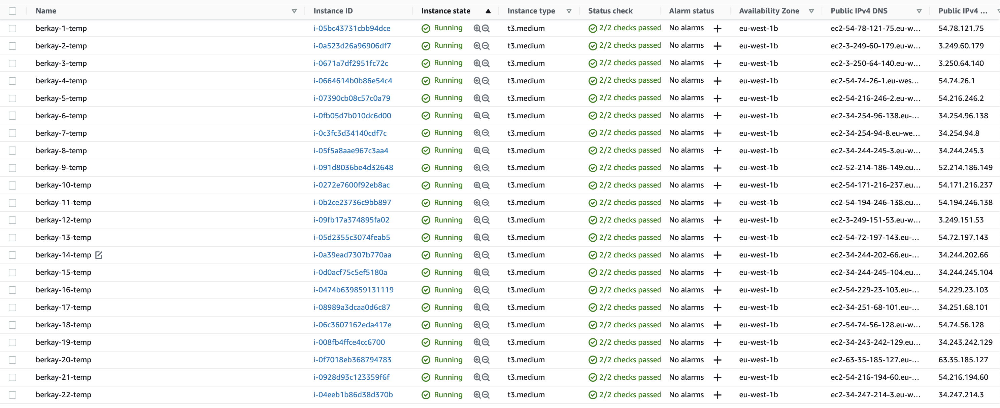 Name Instance ID Instance state Instance type Status check Alarm status Availability Zone Public IPv4 DNS Public IPv4 ...
berkay-1-temp i-05bc43731cbb94dce Running t3.medium 2/2 checks passed No alarms eu-west-1b ec2-54-78-121-75.eu-w... 54.78.121.75
berkay-2-temp i-0a523d26a96906df7 Running t3.medium 2/2 checks passed No alarms eu-west-1b ec2-3-249-60-179.eu-w... 3.249.60.179
berkay-3-temp i-0671a7df2951fc72c Running t3.medium 2/2 checks passed No alarms eu-west-1b ec2-3-250-64-140.eu-w... 3.250.64.140
berkay-4-temp i-0664614b0b86e54c4 Running t3.medium 2/2 checks passed No alarms eu-west-1b ec2-54-74-26-1.eu-wes... 54.74.26.1
berkay-5-temp i-07390cb08c57c0a79 Running t3.medium 2/2 checks passed No alarms eu-west-1b ec2-54-216-246-2.eu-w... 54.216.246.2
berkay-6-temp i-0fb05d7b010dc6d00 Running t3.medium 2/2 checks passed No alarms eu-west-1b ec2-34-254-96-138.eu-... 34.254.96.138
berkay-7-temp i-0c3fc3d34140cdf7c Running t3.medium 2/2 checks passed No alarms eu-west-1b ec2-34-254-94-8.eu-we... 34.254.94.8
berkay-8-temp i-05f5a8aae967c3aa4 Running t3.medium 2/2 checks passed No alarms eu-west-1b ec2-34-244-245-3.eu-w... 34.244.245.3
berkay-9-temp i-091d8036be4d32648 Running t3.medium 2/2 checks passed No alarms eu-west-1b ec2-52-214-186-149.eu... 52.214.186.149
berkay-10-temp i-0272e7600f92eb8ac Running t3.medium 2/2 checks passed No alarms eu-west-1b ec2-54-171-216-237.eu... 54.171.216.237
berkay-11-temp i-0b2ce23736c9bb897 Running t3.medium 2/2 checks passed No alarms eu-west-1b ec2-54-194-246-138.eu... 54.194.246.138
berkay-12-temp i-09fb17a374895fa02 Running t3.medium 2/2 checks passed No alarms eu-west-1b ec2-3-249-151-53.eu-w... 3.249.151.53
berkay-13-temp i-05d2355c3074feab5 Running t3.medium 2/2 checks passed No alarms eu-west-1b ec2-54-72-197-143.eu-... 54.72.197.143
berkay-14-temp i-0a39ead7307b770aa Running t3.medium 2/2 checks passed No alarms eu-west-1b ec2-34-244-202-66.eu-... 34.244.202.66
berkay-15-temp i-0d0acf75c5ef5180a Running t3.medium 2/2 checks passed No alarms eu-west-1b ec2-34-244-245-104.eu... 34.244.245.104
berkay-16-temp i-0474b639859131119 Running t3.medium 2/2 checks passed No alarms eu-west-1b ec2-54-229-23-103.eu-... 54.229.23.103
berkay-17-temp i-08989a3dcaa0d6c87 Running t3.medium 2/2 checks passed No alarms eu-west-1b ec2-34-251-68-101.eu-... 34.251.68.101
berkay-18-temp i-06c3607162eda417e Running t3.medium 2/2 checks passed No alarms eu-west-1b ec2-54-74-56-128.eu-w... 54.74.56.128
berkay-19-temp i-008fb4ffce4cc6700 Running t3.medium 2/2 checks passed No alarms eu-west-1b ec2-34-243-242-129.eu... 34.243.242.129
berkay-20-temp i-0f7018eb368794783 Running t3.medium 2/2 checks passed No alarms eu-west-1b ec2-63-35-185-127.eu-... 63.35.185.127
berkay-21-temp i-0928d93c123359f6f Running t3.medium 2/2 checks passed No alarms eu-west-1b ec2-54-216-194-60.eu-... 54.216.194.60
berkay-22-temp i-04eeb1b86d38d370b Running t3.medium 2/2 checks passed No alarms eu-west-1b ec2-34-247-214-3.eu-w... 34.247.214.3